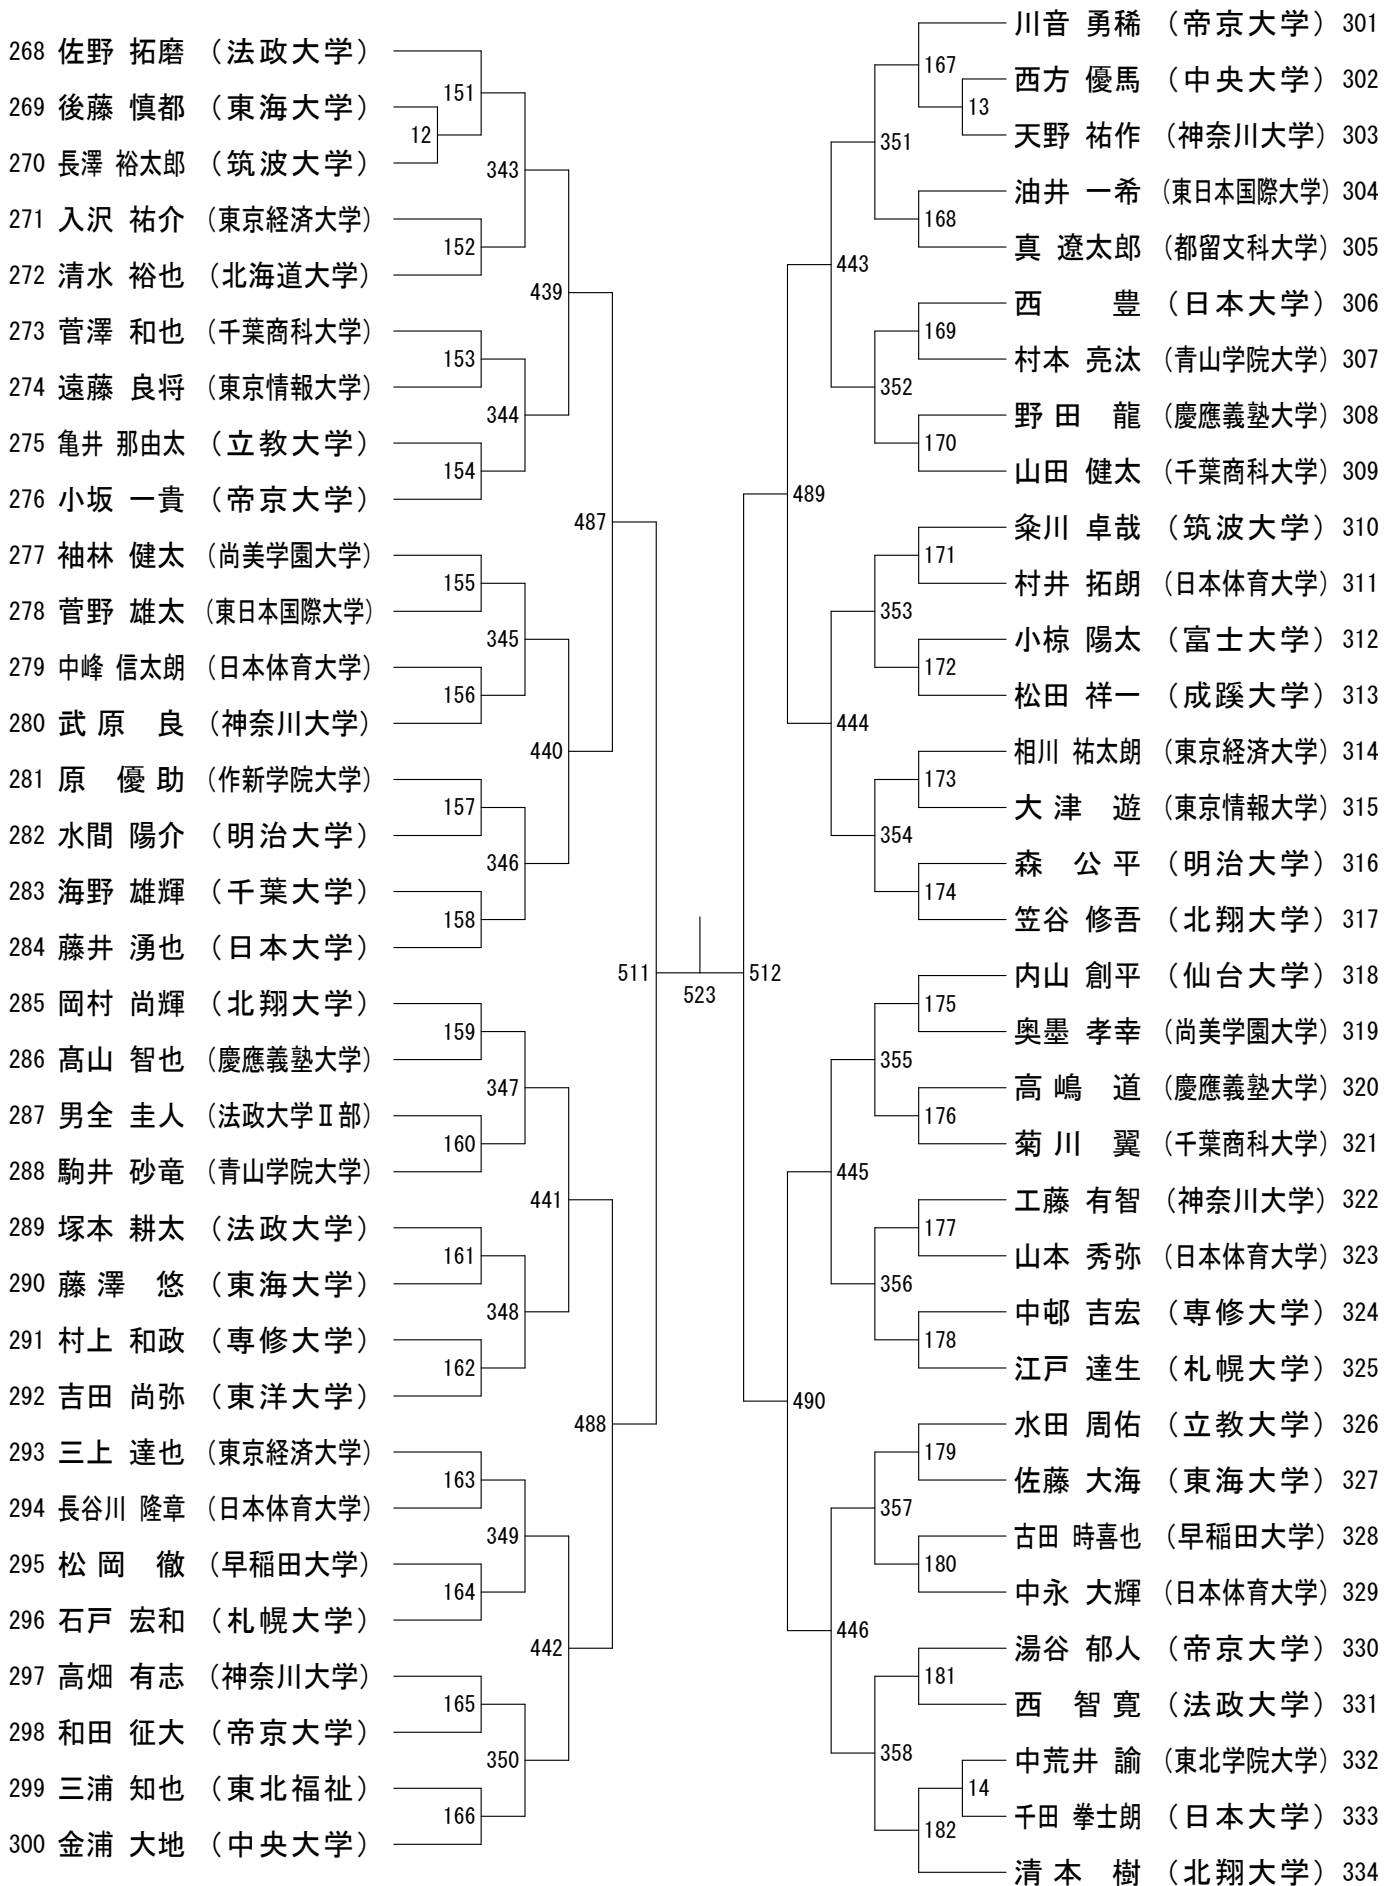 268 佐野 拓磨 （法政大学）
269 後藤 慎都 （東海大学）
270 長澤 裕太郎 （筑波大学）
271 入沢 祐介 （東京経済大学）
272 清水 裕也 （北海道大学）
273 菅澤 和也 （千葉商科大学）
274 遠藤 良将 （東京情報大学）
275 亀井 那由太 （立教大学）
276 小坂 一貴 （帝京大学）
277 袖林 健太 （尚美学園大学）
278 菅野 雄太 （東日本国際大学）
279 中峰 信太朗 （日本体育大学）
280 武原 良 （神奈川大学）
281 原 優助 （作新学院大学）
282 水間 陽介 （明治大学）
283 海野 雄輝 （千葉大学）
284 藤井 湧也 （日本大学）
285 岡村 尚輝 （北翔大学）
286 髙山 智也 （慶應義塾大学）
287 男全 圭人 （法政大学Ⅱ部）
288 駒井 砂竜 （青山学院大学）
289 塚本 耕太 （法政大学）
290 藤澤 悠 （東海大学）
291 村上 和政 （専修大学）
292 吉田 尚弥 （東洋大学）
293 三上 達也 （東京経済大学）
294 長谷川 隆章 （日本体育大学）
295 松岡 徹 （早稲田大学）
296 石戸 宏和 （札幌大学）
297 高畑 有志 （神奈川大学）
298 和田 征大 （帝京大学）
299 三浦 知也 （東北福祉）
300 金浦 大地 （中央大学）
12
151
152
153
154
155
156
157
158
159
160
161
162
163
164
165
166
343
344
345
346
347
348
349
350
439
440
441
442
487
488
511
523
512
489
490
443
444
445
446
351
352
353
354
355
356
357
358
167
168
169
170
171
172
173
174
175
176
177
178
179
180
181
182
13
14
川音 勇稀 （帝京大学） 301
西方 優馬 （中央大学） 302
天野 祐作 （神奈川大学） 303
油井 一希 （東日本国際大学） 304
真 遼太郎 （都留文科大学） 305
西 豊 （日本大学） 306
村本 亮汰 （青山学院大学） 307
野田 龍 （慶應義塾大学） 308
山田 健太 （千葉商科大学） 309
粂川 卓哉 （筑波大学） 310
村井 拓朗 （日本体育大学） 311
小椋 陽太 （富士大学） 312
松田 祥一 （成蹊大学） 313
相川 祐太朗 （東京経済大学） 314
大津 遊 （東京情報大学） 315
森 公平 （明治大学） 316
笠谷 修吾 （北翔大学） 317
内山 創平 （仙台大学） 318
奥墨 孝幸 （尚美学園大学） 319
高嶋 道 （慶應義塾大学） 320
菊川 翼 （千葉商科大学） 321
工藤 有智 （神奈川大学） 322
山本 秀弥 （日本体育大学） 323
中邨 吉宏 （専修大学） 324
江戸 達生 （札幌大学） 325
水田 周佑 （立教大学） 326
佐藤 大海 （東海大学） 327
古田 時喜也 （早稲田大学） 328
中永 大輝 （日本体育大学） 329
湯谷 郁人 （帝京大学） 330
西 智寛 （法政大学） 331
中荒井 諭 （東北学院大学） 332
千田 拳士朗 （日本大学） 333
清本 樹 （北翔大学） 334